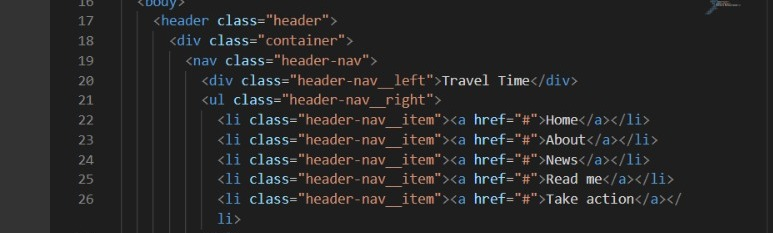 16 <body>
17 <header class="header">
18 <div class="container">
19 <nav class="header-nav">
20 <div class="header-nav__left">Travel Time</div>
21 <ul class="header-nav__right">
22 <li class="header-nav__item"><a href="#">Home</a></li>
23 <li class="header-nav__item"><a href="#">About</a></li>
24 <li class="header-nav__item"><a href="#">News</a></li>
25 <li class="header-nav__item"><a href="#">Read me</a></li>
26 <li class="header-nav__item"><a href="#">Take action</a></
li>